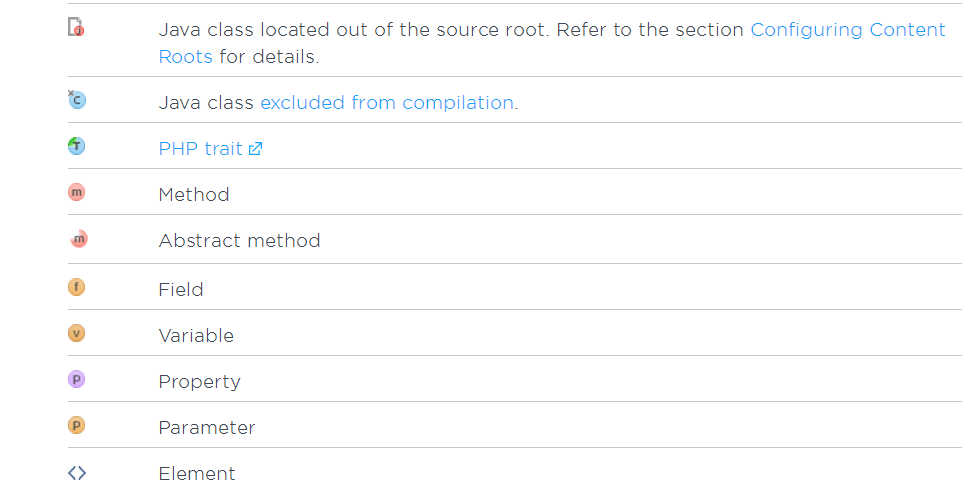 J Java class located out of the source root. Refer to the section Configuring Content
Roots for details.
C Java class excluded from compilation.
T PHP trait
m Method
m Abstract method
f Field
v Variable
P Property
P Parameter
<> Element